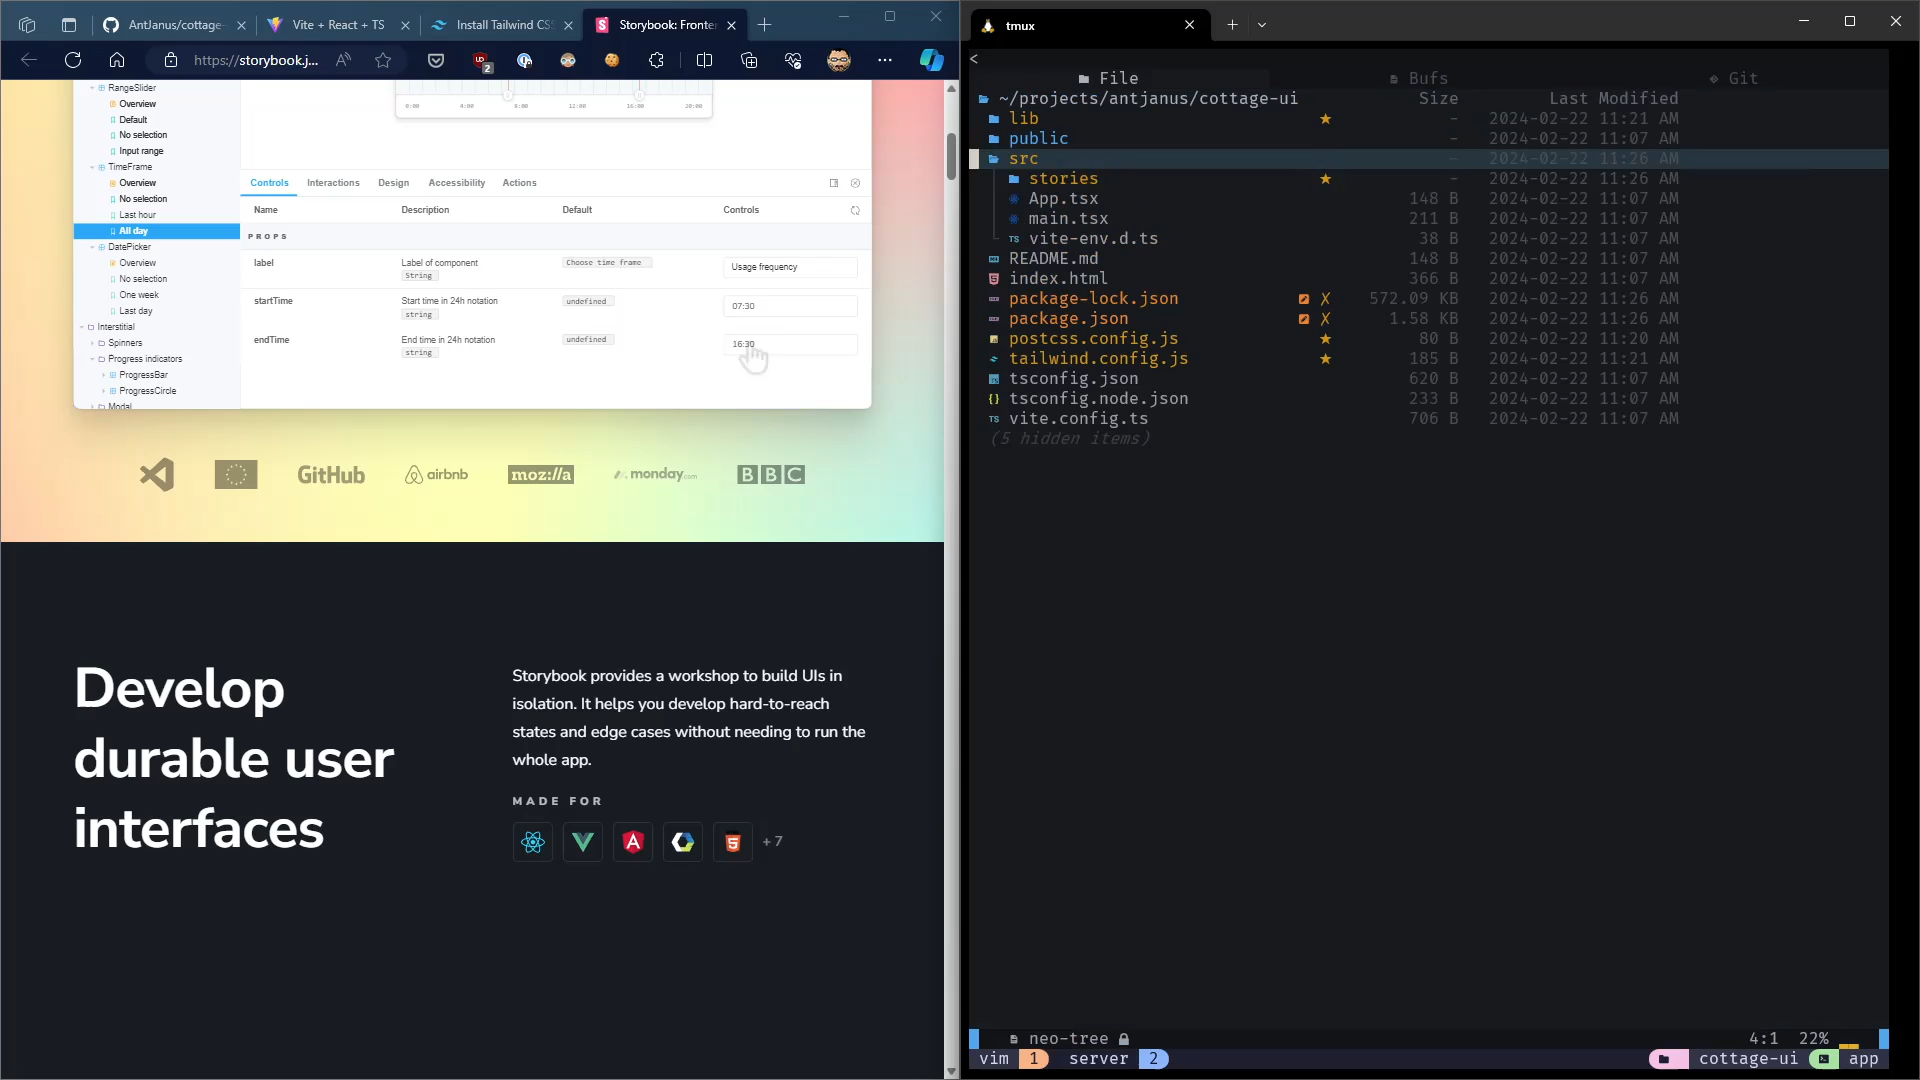 AntJanus/cottage-
Vite + React + TS
Install Tailwind CSS
Storybook: Fronte
https://storybook.j...
2
RangeSlider
Overview
Default
No selection
Input range
TimeFrame
Overview
No selection
Last hour
All day
DatePicker
Overview
No selection
One week
Last day
Interstitial
Spinners
Progress indicators
ProgressBar
ProgressCircle
Modal
0:00 4:00 8:00 12:00 16:00 20:00
Controls Interactions Design Accessibility Actions
Name Description Default Controls
PROPS
label Label of component Choose time frame Usage frequency
String
startTime Start time in 24h notation undefined 07:30
string
endTime End time in 24h notation undefined 16:30
string
GitHub airbnb moz://a monday.com BBC
Develop
durable user
interfaces
Storybook provides a workshop to build UIs in
isolation. It helps you develop hard-to-reach
states and edge cases without needing to run the
whole app.
MADE FOR
+ 7
tmux
<
File Bufs Git
~/projects/antjanus/cottage-ui Size Last Modified
lib ★ - 2024-02-22 11:21 AM
public - 2024-02-22 11:07 AM
src - 2024-02-22 11:26 AM
stories ★ - 2024-02-22 11:26 AM
App.tsx 148 B 2024-02-22 11:07 AM
main.tsx 211 B 2024-02-22 11:07 AM
TS vite-env.d.ts 38 B 2024-02-22 11:07 AM
README.md 148 B 2024-02-22 11:07 AM
index.html 366 B 2024-02-22 11:07 AM
package-lock.json 572.09 KB 2024-02-22 11:26 AM
package.json 1.58 KB 2024-02-22 11:26 AM
postcss.config.js ★ 80 B 2024-02-22 11:20 AM
tailwind.config.js ★ 185 B 2024-02-22 11:21 AM
tsconfig.json 620 B 2024-02-22 11:07 AM
{} tsconfig.node.json 233 B 2024-02-22 11:07 AM
TS vite.config.ts 706 B 2024-02-22 11:07 AM
(5 hidden items)
neo-tree 4:1 22%
vim 1 server 2 cottage-ui app